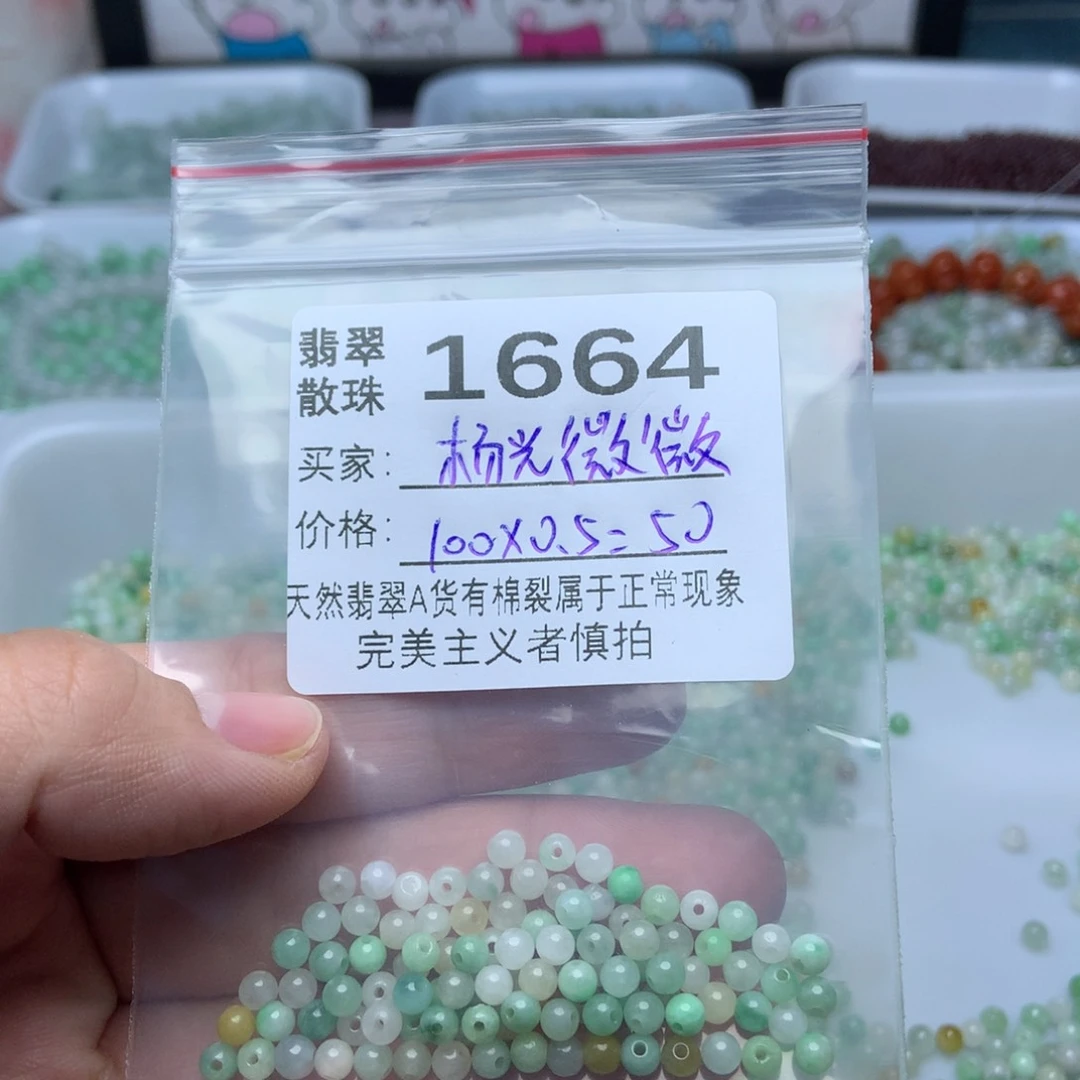 翡翠 1664
散珠
买家: 杨光微微
价格: 100X0.5=50
天然翡翠A货有棉裂属于正常现象
完美主义者慎拍